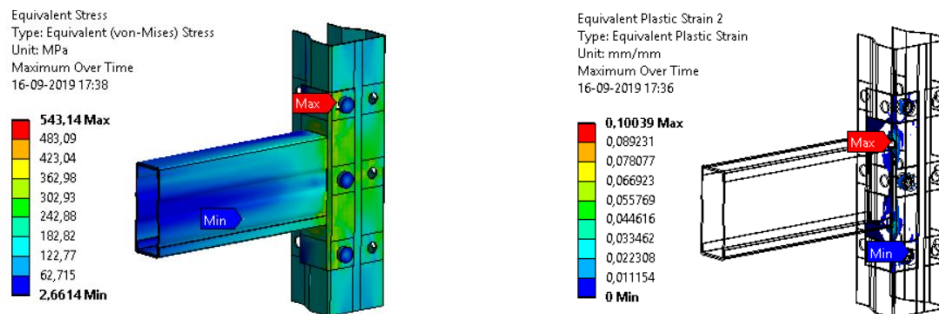 Equivalent Stress
Type: Equivalent (von-Mises) Stress
Unit: MPa
Maximum Over Time
16-09-2019 17:38
543,14 Max
483,09
423,04
362,98
302,93
242,88
182,82
122,77
62,715
2,6614 Min
Max
Min
Equivalent Plastic Strain 2
Type: Equivalent Plastic Strain
Unit: mm/mm
Maximum Over Time
16-09-2019 17:36
0,10039 Max
0,089231
0,078077
0,066923
0,055769
0,044616
0,033462
0,022308
0,011154
0 Min
Max
Min